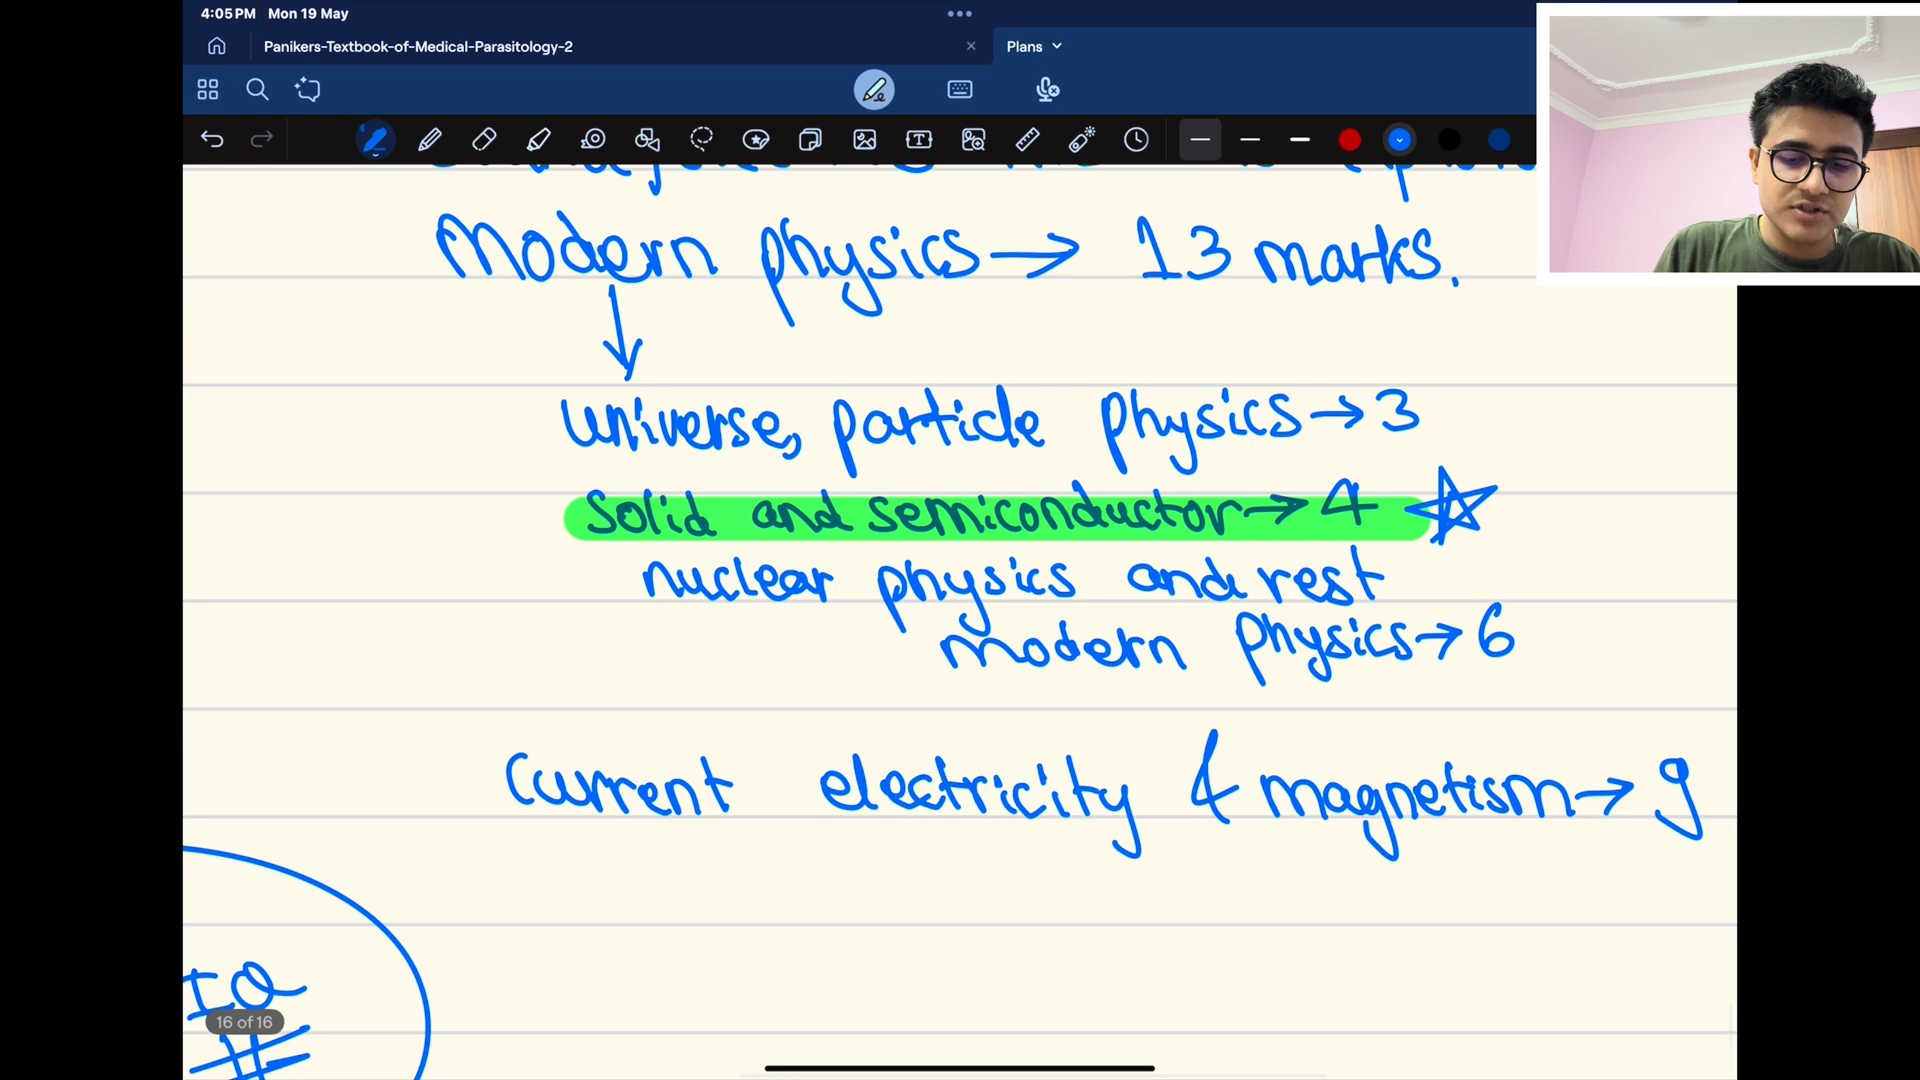 4:05 PM Mon 19 May
Panikers-Textbook-of-Medical-Parasitology-2
Plans
Modern physics → 13 marks.
universe, particle physics → 3
Solid and semiconductor → 4
nuclear physics and rest
modern physics → 6
Current electricity & magnetism → 9
16 of 16